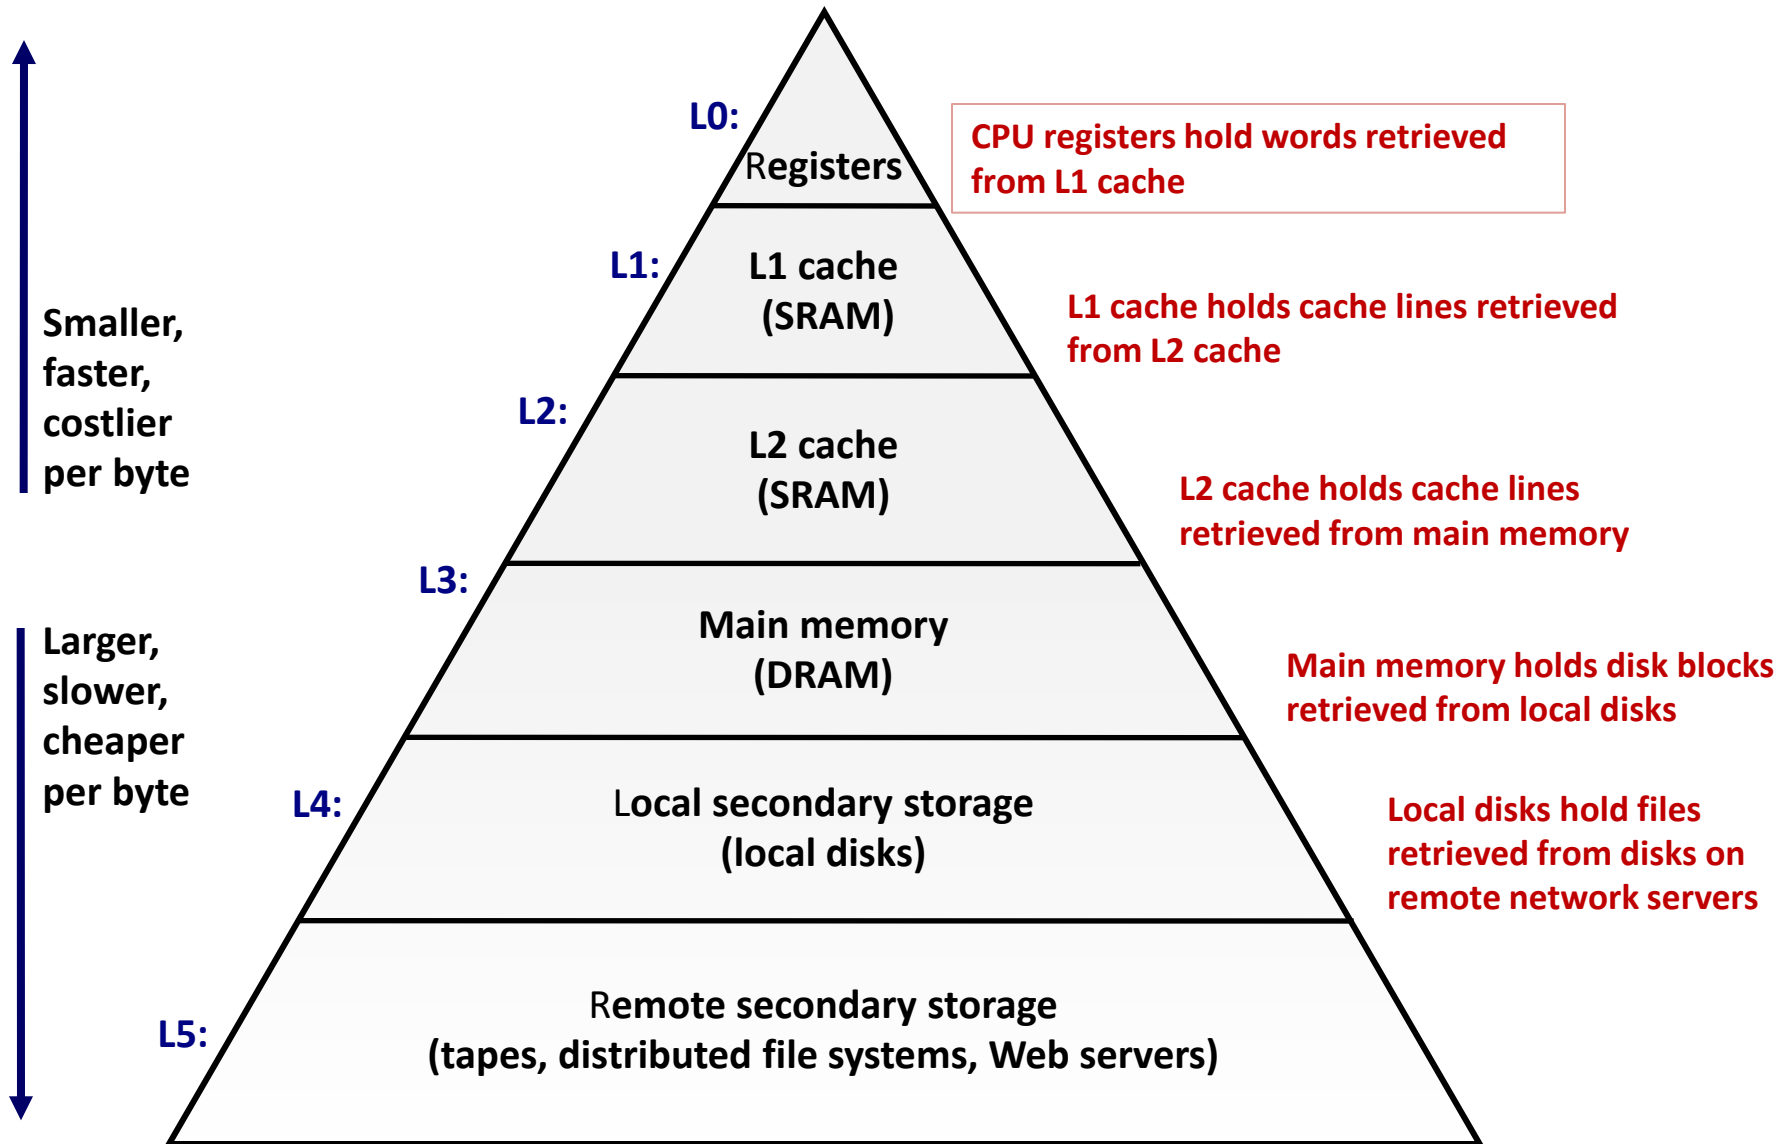 L0:
Registers
CPU registers hold words retrieved
from L1 cache
L1:
L1 cache
(SRAM)
L1 cache holds cache lines retrieved
from L2 cache
Smaller,
faster,
costlier
per byte
L2:
L2 cache
(SRAM)
L2 cache holds cache lines
retrieved from main memory
L3:
Main memory
(DRAM)
Main memory holds disk blocks
retrieved from local disks
Larger,
slower,
cheaper
per byte
L4:
Local secondary storage
(local disks)
Local disks hold files
retrieved from disks on
remote network servers
L5:
Remote secondary storage
(tapes, distributed file systems, Web servers)